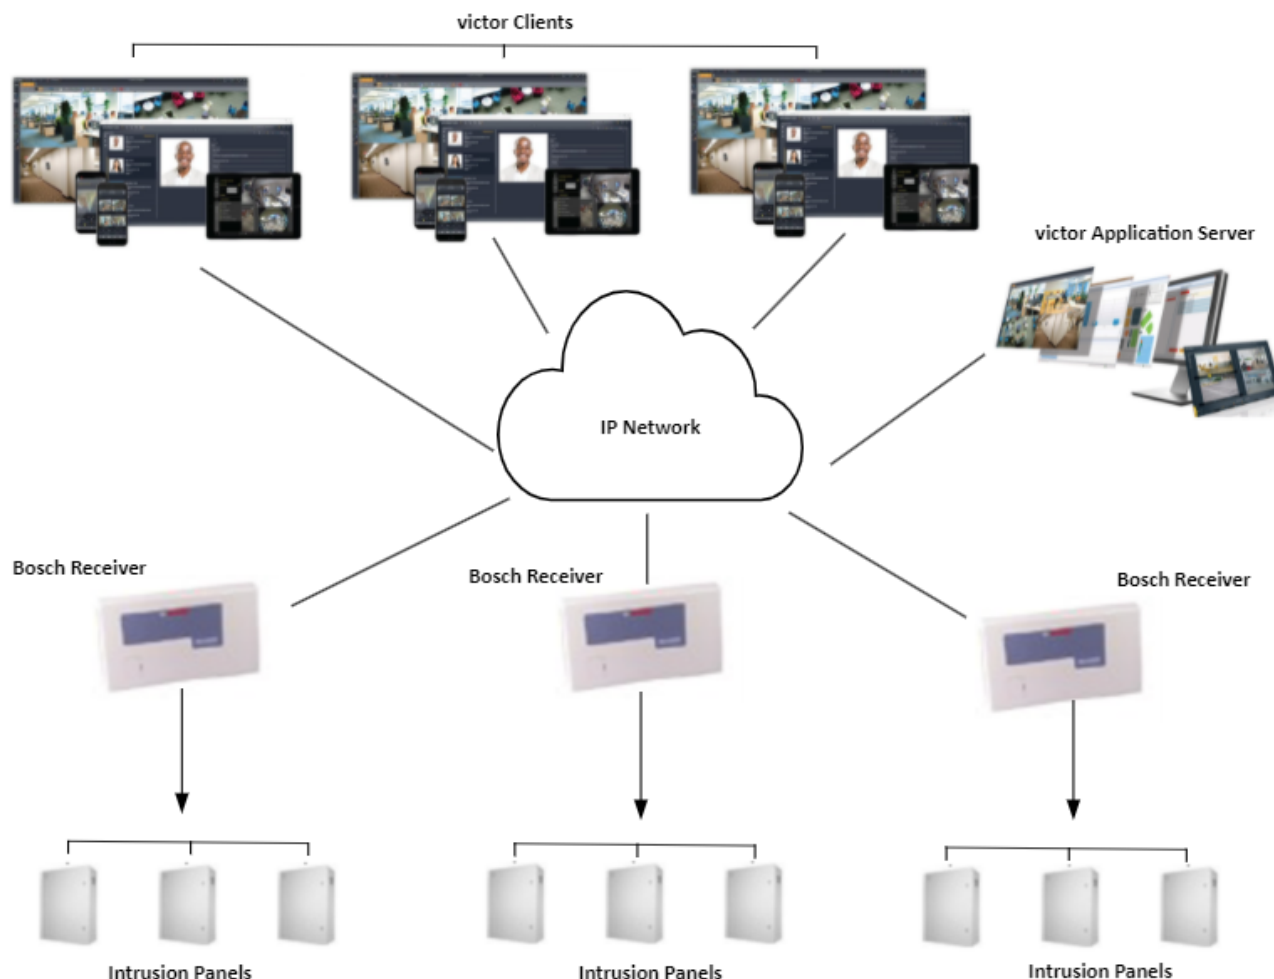 victor Clients
victor Application Server
IP Network
Bosch Receiver
Bosch Receiver
Bosch Receiver
Intrusion Panels
Intrusion Panels
Intrusion Panels